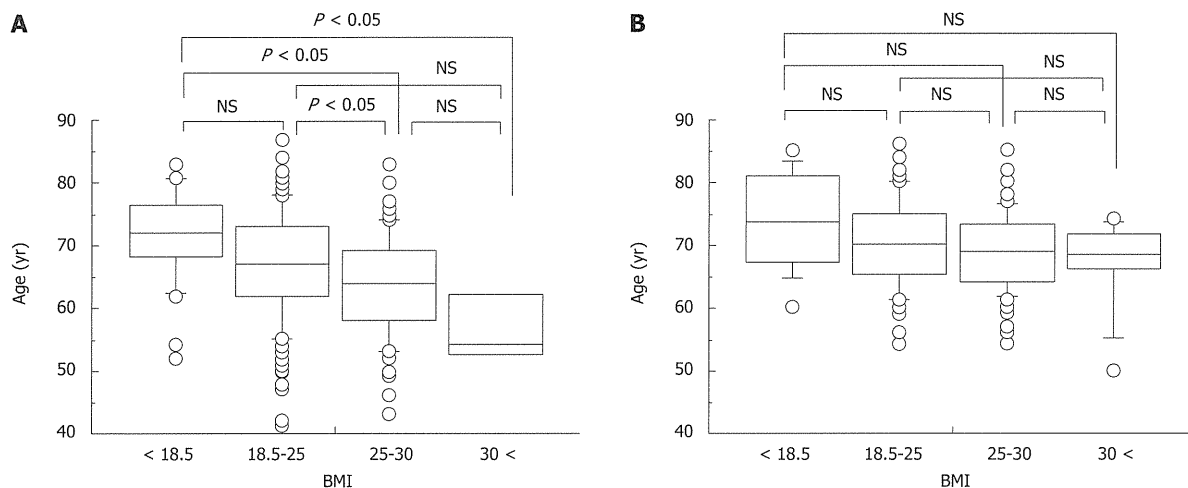 A
P < 0.05
P < 0.05
NS
NS
P < 0.05
NS
90
80
70
60
50
40
Age (yr)
< 18.5
18.5-25
25-30
30 <
BMI
B
NS
NS
NS
NS
NS
NS
90
80
70
60
50
40
Age (yr)
< 18.5
18.5-25
25-30
30 <
BMI